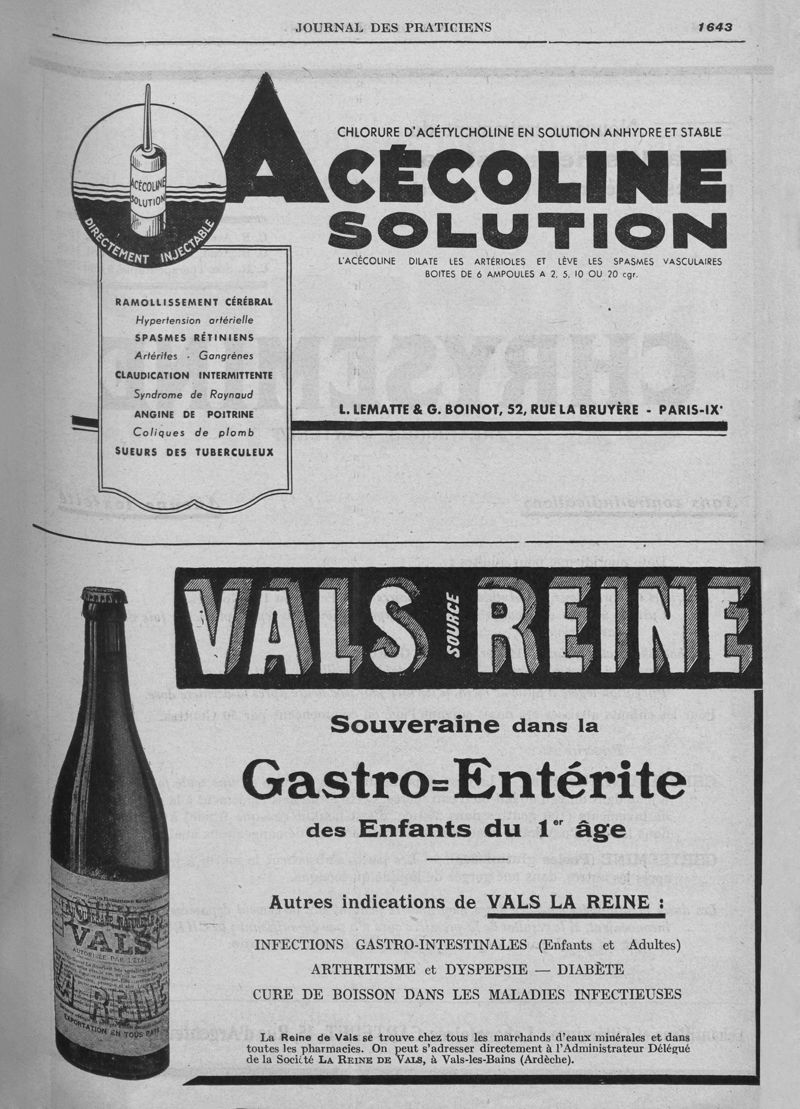 JOURNAL DES PRATICIENS
1643
CHLORURE D'ACÉTYLCHOLINE EN SOLUTION ANHYDRE ET STABLE
ACÉCOLINE
SOLUTION
L'ACÉCOLINE DILATE LES ARTÉRIOLES ET LÈVE LES SPASMES VASCULAIRES
BOITES DE 6 AMPOULES A 2, 5, 10 OU 20 cgr.
ACÉCOLINE
SOLUTION
DIRECTEMENT INJECTABLE
RAMOLLISSEMENT CÉRÉBRAL
Hypertension artérielle
SPASMES RÉTINIENS
Artérites - Gangrènes
CLAUDICATION INTERMITTENTE
Syndrome de Raynaud
ANGINE DE POITRINE
Coliques de plomb
SUEURS DES TUBERCULEUX
L. LEMATTE & G. BOINOT, 52, RUE LA BRUYÈRE - PARIS-IXe
VALS SOURCE REINE
Souveraine dans la
Gastro=Entérite
des Enfants du 1er âge
Autres indications de VALS LA REINE :
INFECTIONS GASTRO-INTESTINALES (Enfants et Adultes)
ARTHRITISME et DYSPEPSIE — DIABÈTE
CURE DE BOISSON DANS LES MALADIES INFECTIEUSES
La Reine de Vals se trouve chez tous les marchands d'eaux minérales et dans
toutes les pharmacies. On peut s'adresser directement à l'Administrateur Délégué
de la Société LA REINE DE VALS, à Vals-les-Bains (Ardèche).
VALS
AUTORISÉE PAR L'ÉTAT
LA REINE
EXPORTATION EN TOUS PAYS